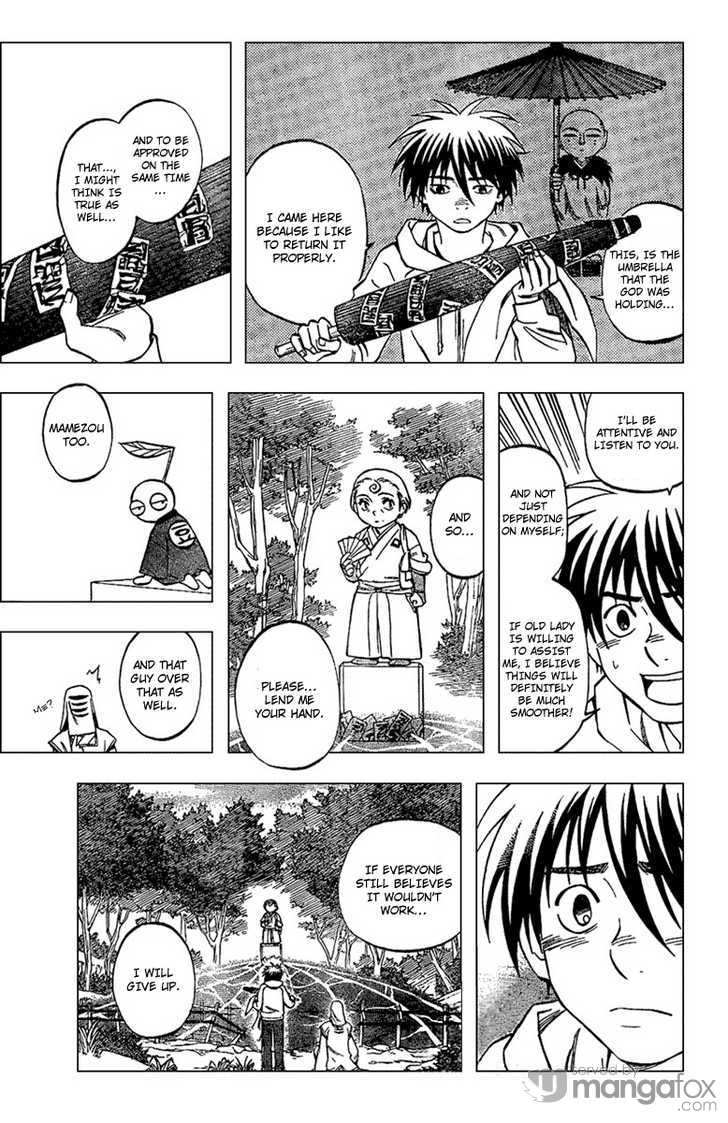 THIS, IS THE
UMBRELLA
THAT THE
GOD WAS
HOLDING...
I CAME HERE
BECAUSE I LIKE
TO RETURN IT
PROPERLY.
AND TO BE
APPROVED
ON THE
SAME TIME
...
THAT...,
I MIGHT
THINK IS
TRUE AS
WELL...
I'LL BE
ATTENTIVE AND
LISTEN TO YOU.
AND NOT
JUST
DEPENDING
ON MYSELF;
IF OLD LADY
IS WILLING
TO ASSIST
ME, I BELIEVE
THINGS WILL
DEFINITELY
BE MUCH
SMOOTHER!
AND
SO...
PLEASE...
LEND ME
YOUR HAND.
MAMEZOU
TOO.
AND THAT
GUY OVER
THAT AS
WELL.
ME?
IF EVERYONE
STILL BELIEVES
IT WOULDN'T
WORK...
I WILL
GIVE UP.
served by
mangafox
.com